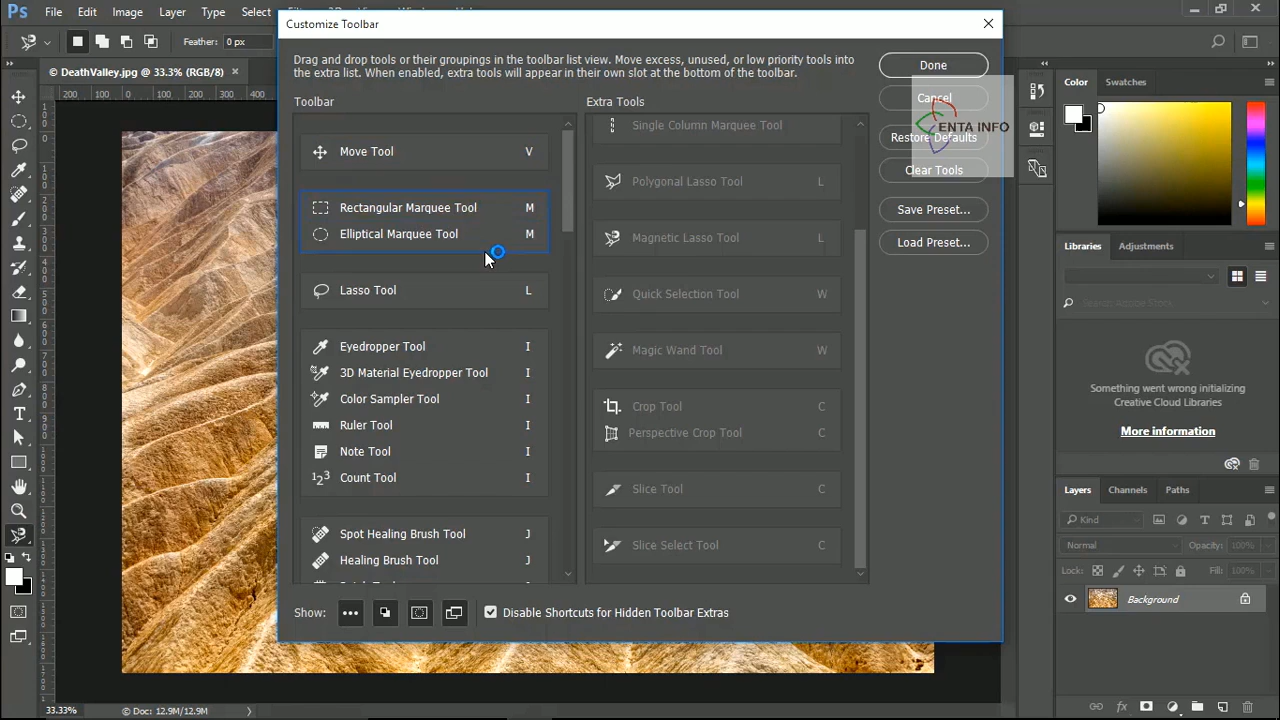 Ps File Edit Image Layer Type Select
Customize Toolbar
Feather: 0 px
© DeathValley.jpg @ 33.3% (RGB/8)
Drag and drop tools or their groupings in the toolbar list view. Move excess, unused, or low priority tools into
the extra list. When enabled, extra tools will appear in their own slot at the bottom of the toolbar.
Toolbar
Extra Tools
Move Tool V
Rectangular Marquee Tool M
Elliptical Marquee Tool M
Lasso Tool L
Eyedropper Tool I
3D Material Eyedropper Tool I
Color Sampler Tool I
Ruler Tool I
Note Tool I
Count Tool I
Spot Healing Brush Tool J
Healing Brush Tool J
Single Column Marquee Tool
Polygonal Lasso Tool L
Magnetic Lasso Tool L
Quick Selection Tool W
Magic Wand Tool W
Crop Tool C
Perspective Crop Tool C
Slice Tool C
Slice Select Tool C
Done
Cancel
ENTA INFO
Restore Defaults
Clear Tools
Save Preset...
Load Preset...
Show:
Disable Shortcuts for Hidden Toolbar Extras
Color Swatches
Libraries Adjustments
Search Adobe Stock
Something went wrong initializing
Creative Cloud Libraries
More information
Layers Channels Paths
Kind
Normal Opacity: 100%
Lock: Fill: 100%
Background
33.33% Doc: 12.9M/12.9M